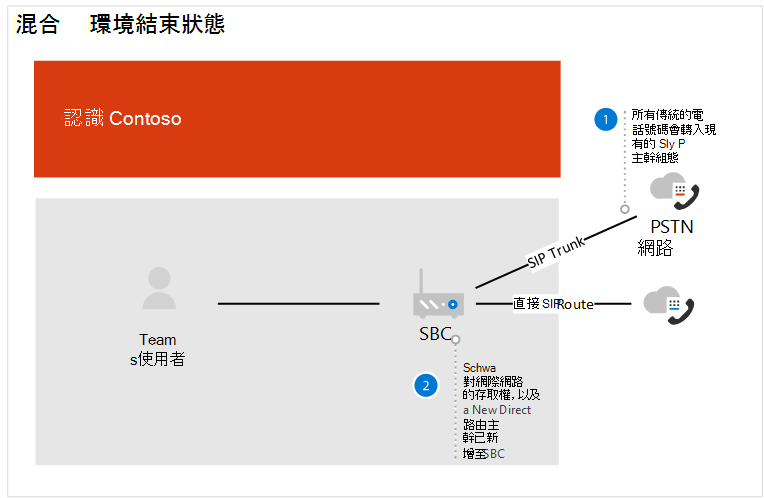 混合 環境結束狀態
認識 Contoso
1
所有傳統的電
話號碼會轉入現
有的 Sly P
主幹組態
PSTN
網路
SIP Trunk
直接 SIP Route
SBC
Team
s使用者
2
Schwa
對網際網路
的存取權，以及
a New Direct
路由主
幹已新
增至SBC